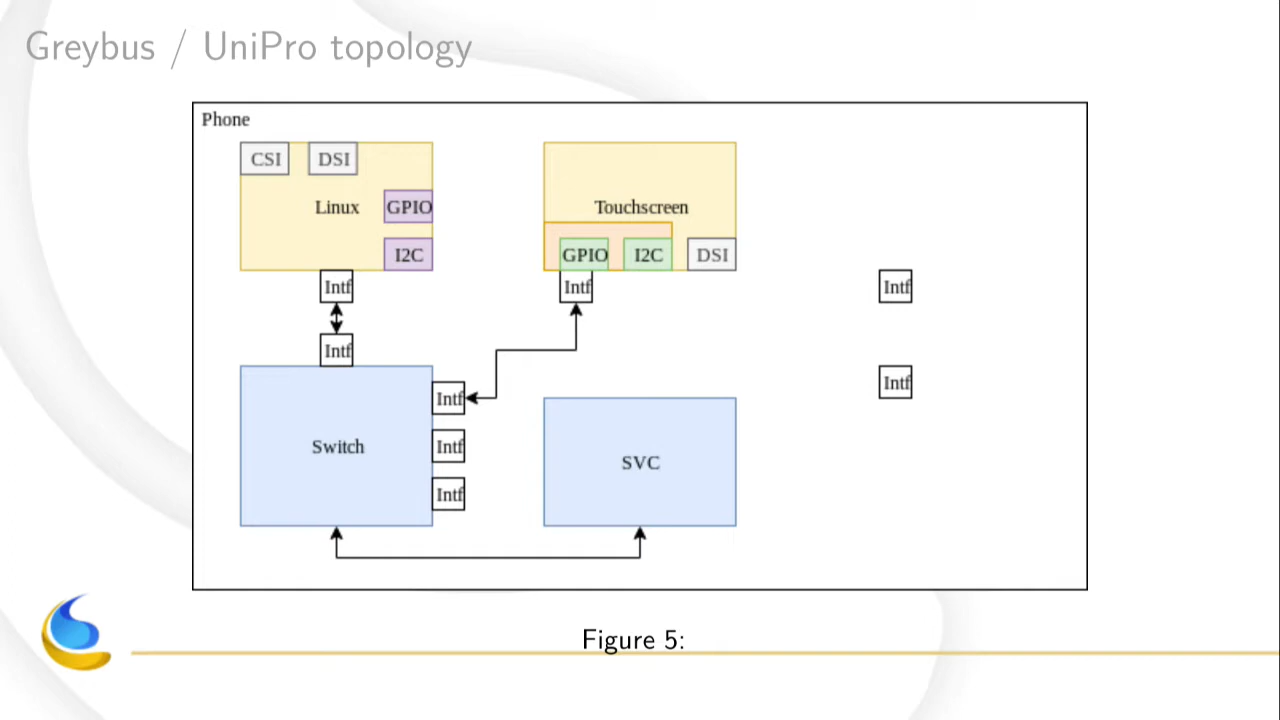 Greybus / UniPro topology
Phone
CSI DSI
Linux GPIO
I2C
Intf
Intf
Switch
Intf
Intf
Intf
Touchscreen
GPIO I2C DSI
Intf
SVC
Intf
Intf
Figure 5: